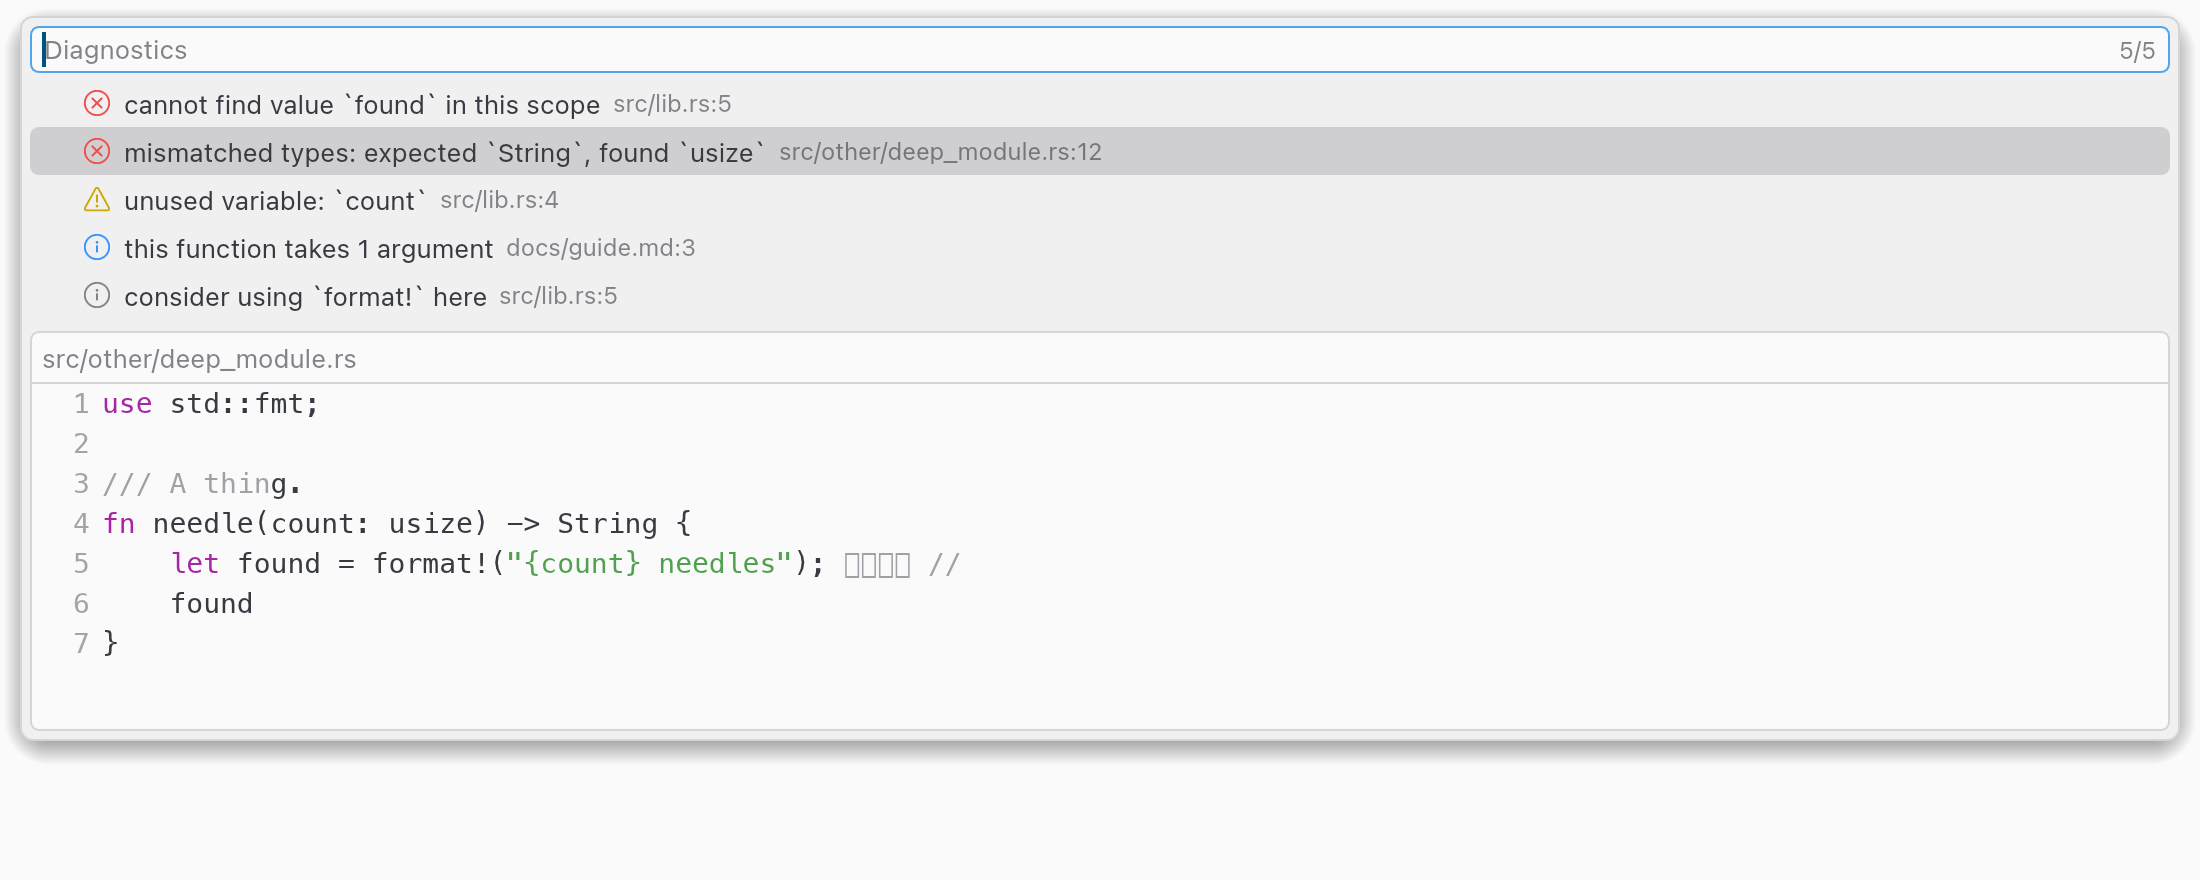 Diagnostics 5/5
cannot find value `found` in this scope src/lib.rs:5
mismatched types: expected `String`, found `usize` src/other/deep_module.rs:12
unused variable: `count` src/lib.rs:4
this function takes 1 argument docs/guide.md:3
consider using `format!` here src/lib.rs:5
src/other/deep_module.rs
1 use std::fmt;
2
3 /// A thing.
4 fn needle(count: usize) -> String {
5     let found = format!("{count} needles"); //
6     found
7 }